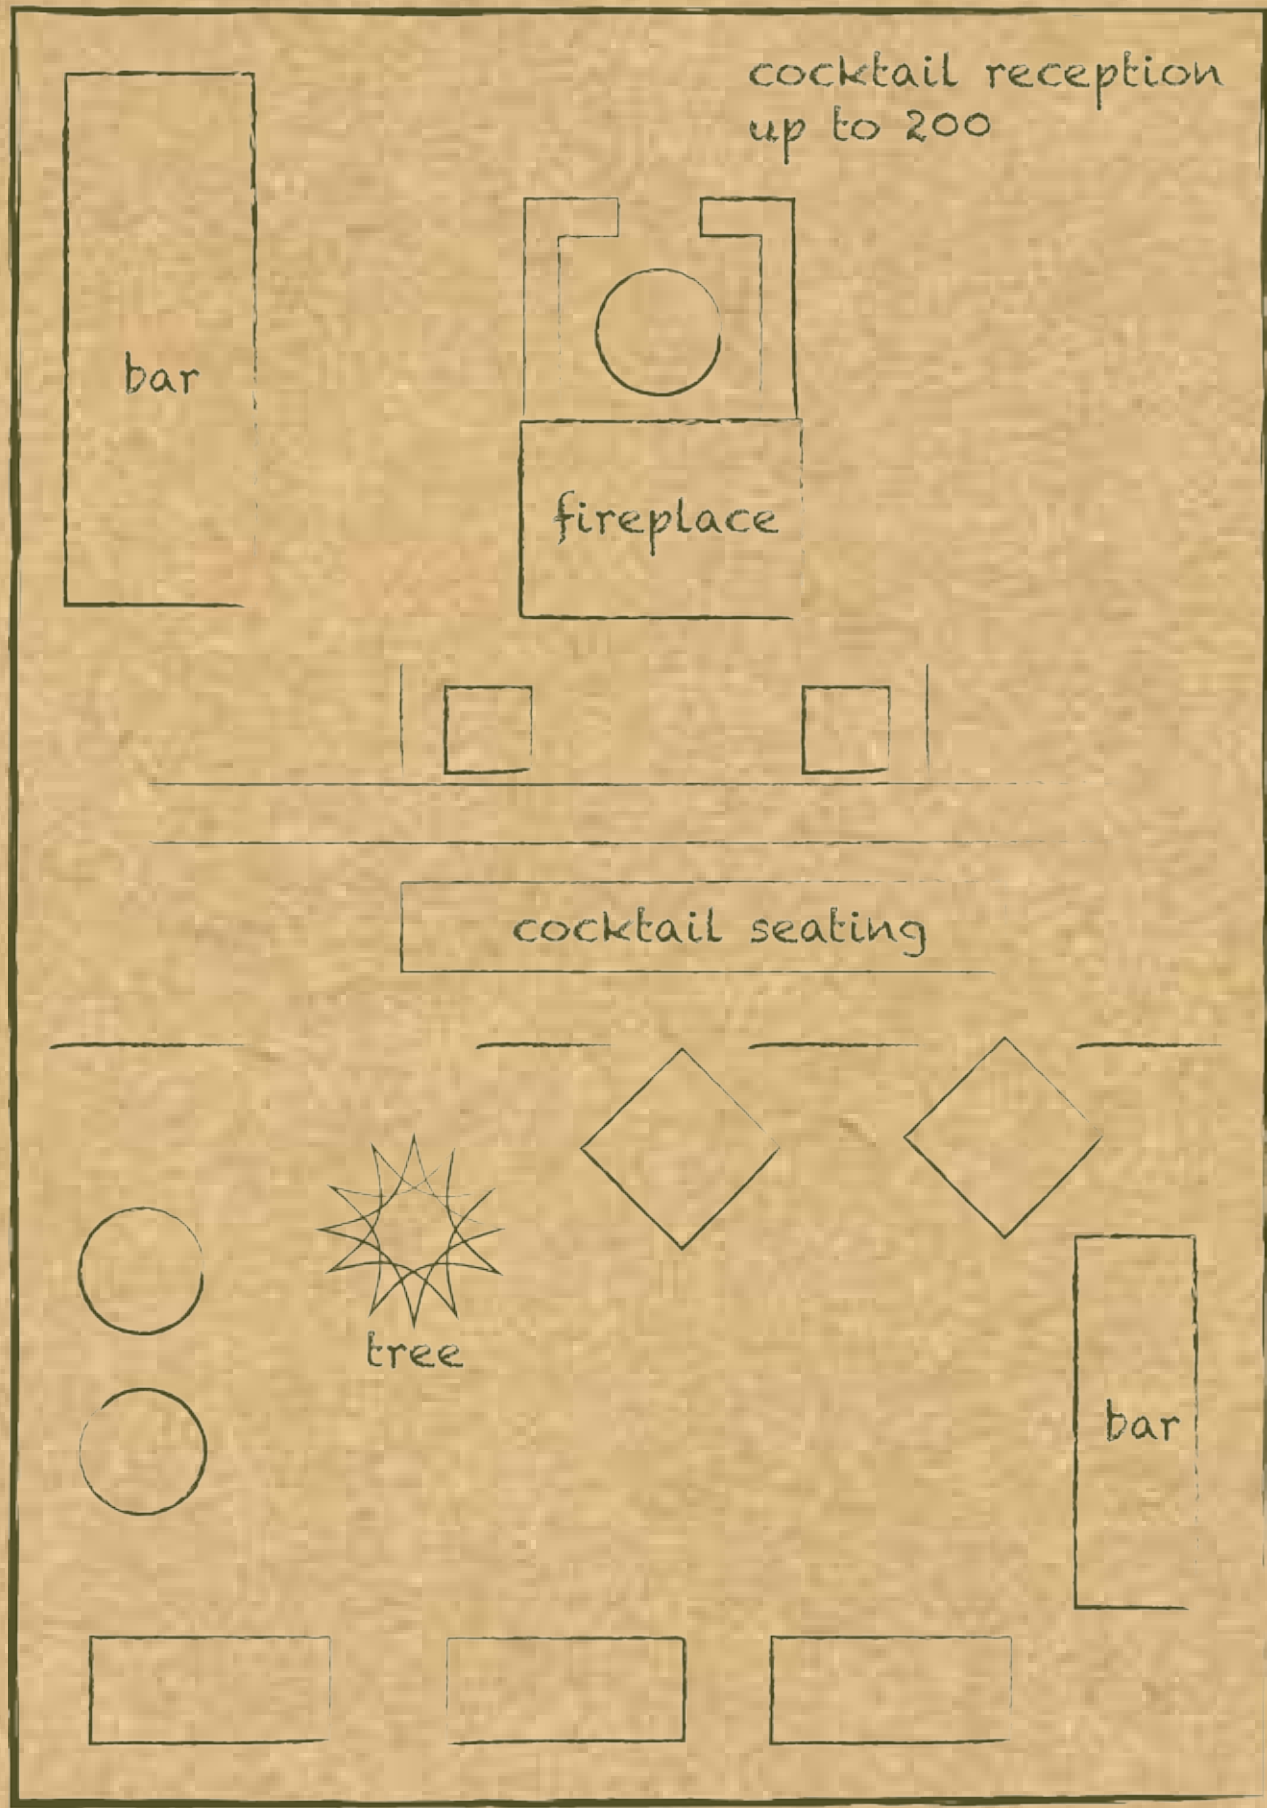 cocktail reception
up to 200
bar
fireplace
cocktail seating
tree
bar